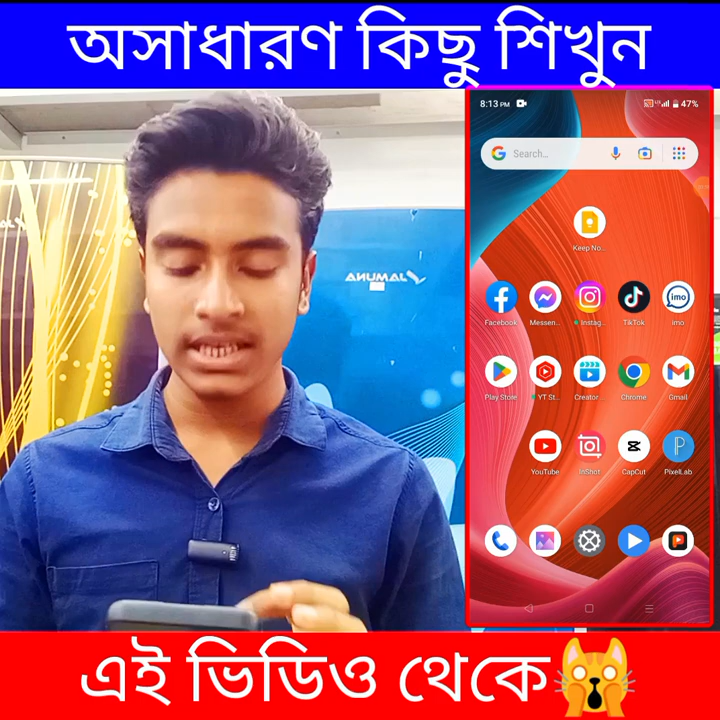 অসাধারণ কিছু শিখুন
8:13 PM 47%
Search...
JAMUNA
Keep No...
Facebook Messen... Instag... TikTok imo
Play Store YT St... Creator... Chrome Gmail
YouTube InShot CapCut PixelLab
এই ভিডিও থেকে